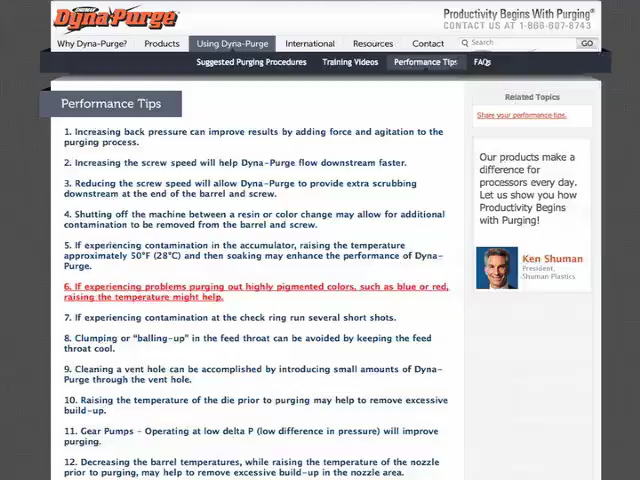 SHUMAN
Dyna-Purge
Productivity Begins With Purging®
CONTACT US AT 1-866-607-8743
Why Dyna-Purge?
Products
Using Dyna-Purge
International
Resources
Contact
Search
GO
Suggested Purging Procedures
Training Videos
Performance Tips
FAQs
Performance Tips
1. Increasing back pressure can improve results by adding force and agitation to the
purging process.
2. Increasing the screw speed will help Dyna-Purge flow downstream faster.
3. Reducing the screw speed will allow Dyna-Purge to provide extra scrubbing
downstream at the end of the barrel and screw.
4. Shutting off the machine between a resin or color change may allow for additional
contamination to be removed from the barrel and screw.
5. If experiencing contamination in the accumulator, raising the temperature
approximately 50°F (28°C) and then soaking may enhance the performance of Dyna-
Purge.
6. If experiencing problems purging out highly pigmented colors, such as blue or red,
raising the temperature might help.
7. If experiencing contamination at the check ring run several short shots.
8. Clumping or “balling-up” in the feed throat can be avoided by keeping the feed
throat cool.
9. Cleaning a vent hole can be accomplished by introducing small amounts of Dyna-
Purge through the vent hole.
10. Raising the temperature of the die prior to purging may help to remove excessive
build-up.
11. Gear Pumps - Operating at low delta P (low difference in pressure) will improve
purging.
12. Decreasing the barrel temperatures, while raising the temperature of the nozzle
prior to purging, may help to remove excessive build-up in the nozzle area.
Related Topics
Share your performance tips.
Our products make a
difference for
processors every day.
Let us show you how
Productivity Begins
with Purging!
Ken Shuman
President,
Shuman Plastics